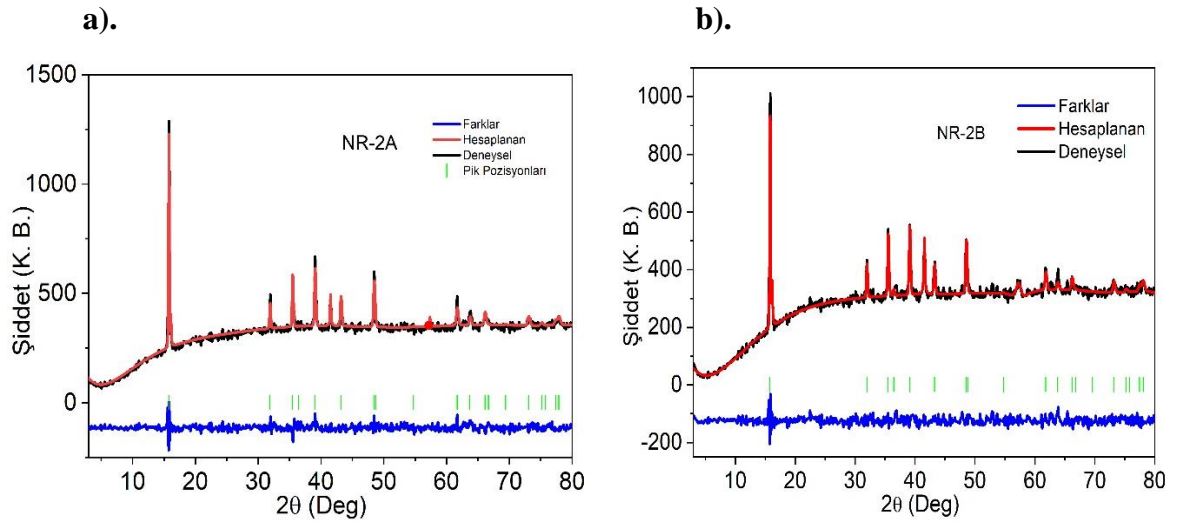 a).
1500
1000
500
0
10 20 30 40 50 60 70 80
2θ (Deg)
Şiddet (K. B.)
NR-2A
Farklar
Hesaplanan
Deneysel
Pik Pozisyonları
b).
1000
800
600
400
200
0
-200
10 20 30 40 50 60 70 80
2θ (Deg)
Şiddet (K. B.)
NR-2B
Farklar
Hesaplanan
Deneysel